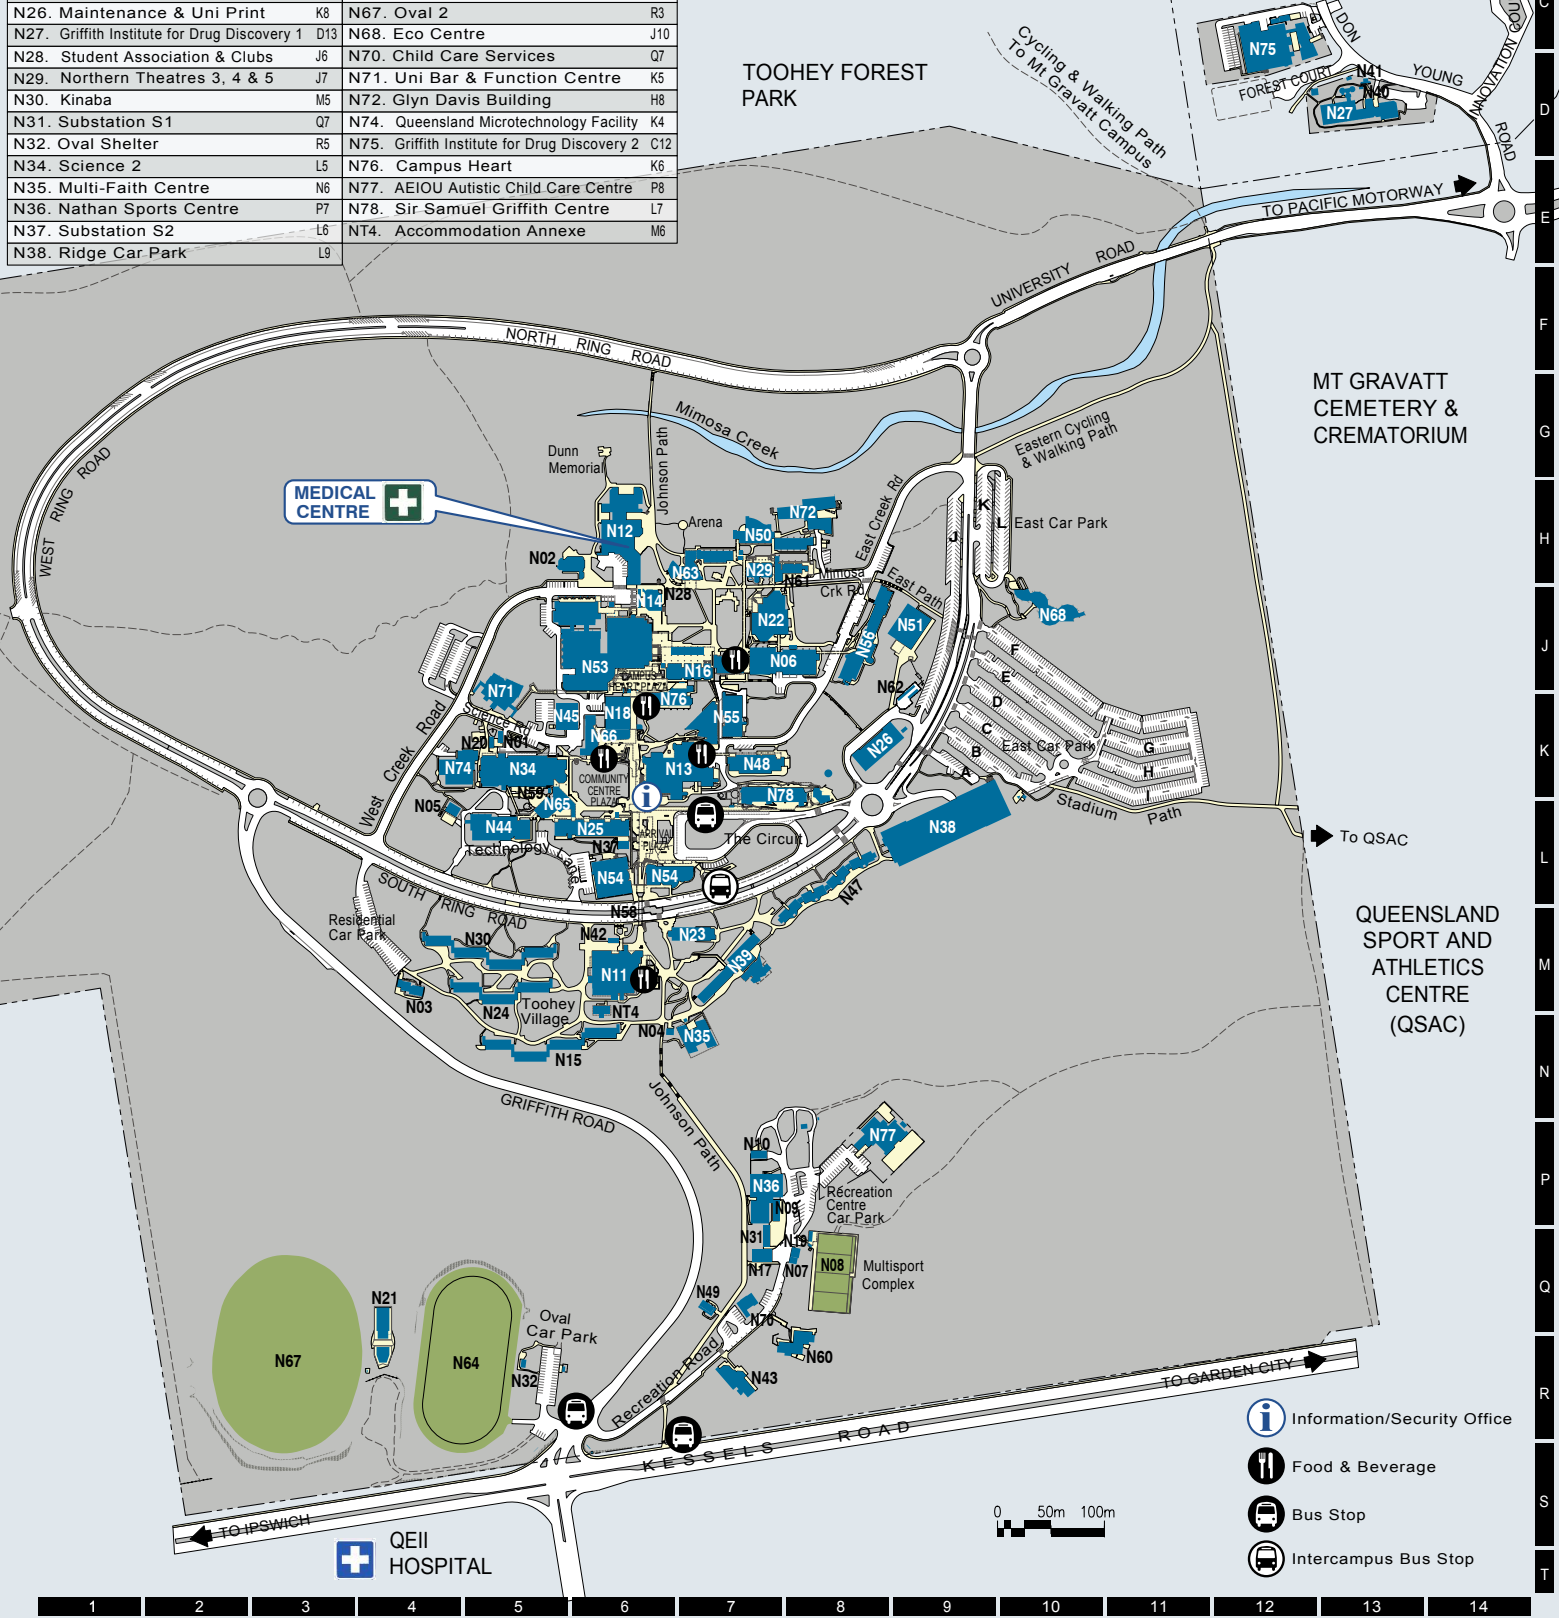 N26. Maintenance & Uni Print K8
N27. Griffith Institute for Drug Discovery 1 D13
N28. Student Association & Clubs J6
N29. Northern Theatres 3, 4 & 5 J7
N30. Kinaba M5
N31. Substation S1 Q7
N32. Oval Shelter R5
N34. Science 2 L5
N35. Multi-Faith Centre N6
N36. Nathan Sports Centre P7
N37. Substation S2 L6
N38. Ridge Car Park L9
N67. Oval 2 R3
N68. Eco Centre J10
N70. Child Care Services Q7
N71. Uni Bar & Function Centre K5
N72. Glyn Davis Building H8
N74. Queensland Microtechnology Facility K4
N75. Griffith Institute for Drug Discovery 2 C12
N76. Campus Heart K6
N77. AEIOU Autistic Child Care Centre P8
N78. Sir Samuel Griffith Centre L7
NT4. Accommodation Annexe M6
TOOHEY FOREST
PARK
Cycling & Walking Path
To Mt Gravatt Campus
N75
DON
YOUNG
ROAD
FOREST COURT
N41
N40
N27
INNOVATION
TO PACIFIC MOTORWAY
UNIVERSITY ROAD
NORTH RING ROAD
MT GRAVATT
CEMETERY &
CREMATORIUM
Mimosa Creek
Johnson Path
Eastern Cycling
& Walking Path
WEST RING ROAD
Dunn
Memorial
MEDICAL
CENTRE
N12
Arena
N50
N72
East Creek Rd
K
L
J
East Car Park
N02
N63
N29
N61
Mimosa
Crk Rd
East Path
N14
N28
N22
N56
N51
N68
N53
N16
N06
CAMPUS
HEART PLAZA
N62
F
E
D
C
B
A
G
H
I
East Car Park
N71
Science Rd
N45
N18
N76
N55
N66
N20
N61
N26
West Creek Road
N74
N34
N13
N48
COMMUNITY
CENTRE
PLAZA
N59
N65
N78
N05
N44
N25
Technology Lane
N37
ARRIVAL
PLAZA
The Circuit
N38
Stadium Path
To QSAC
N54
N54
N47
SOUTH RING ROAD
N58
Residential
Car Park
N30
N42
N23
N39
N11
QUEENSLAND
SPORT AND
ATHLETICS
CENTRE
(QSAC)
N03
N24
Toohey
Village
NT4
N04
N35
N15
GRIFFITH ROAD
Johnson Path
N77
N10
N36
N09
Recreation
Centre
Car Park
N31
N19
N17
N07
N08
Multisport
Complex
N49
N70
N21
Oval
Car Park
N67
N64
N32
N60
N43
Recreation Road
TO GARDEN CITY
KESSELS ROAD
TO IPSWICH
QEII
HOSPITAL
0 50m 100m
Information/Security Office
Food & Beverage
Bus Stop
Intercampus Bus Stop
C
D
E
F
G
H
J
K
L
M
N
P
Q
R
S
T
1 2 3 4 5 6 7 8 9 10 11 12 13 14